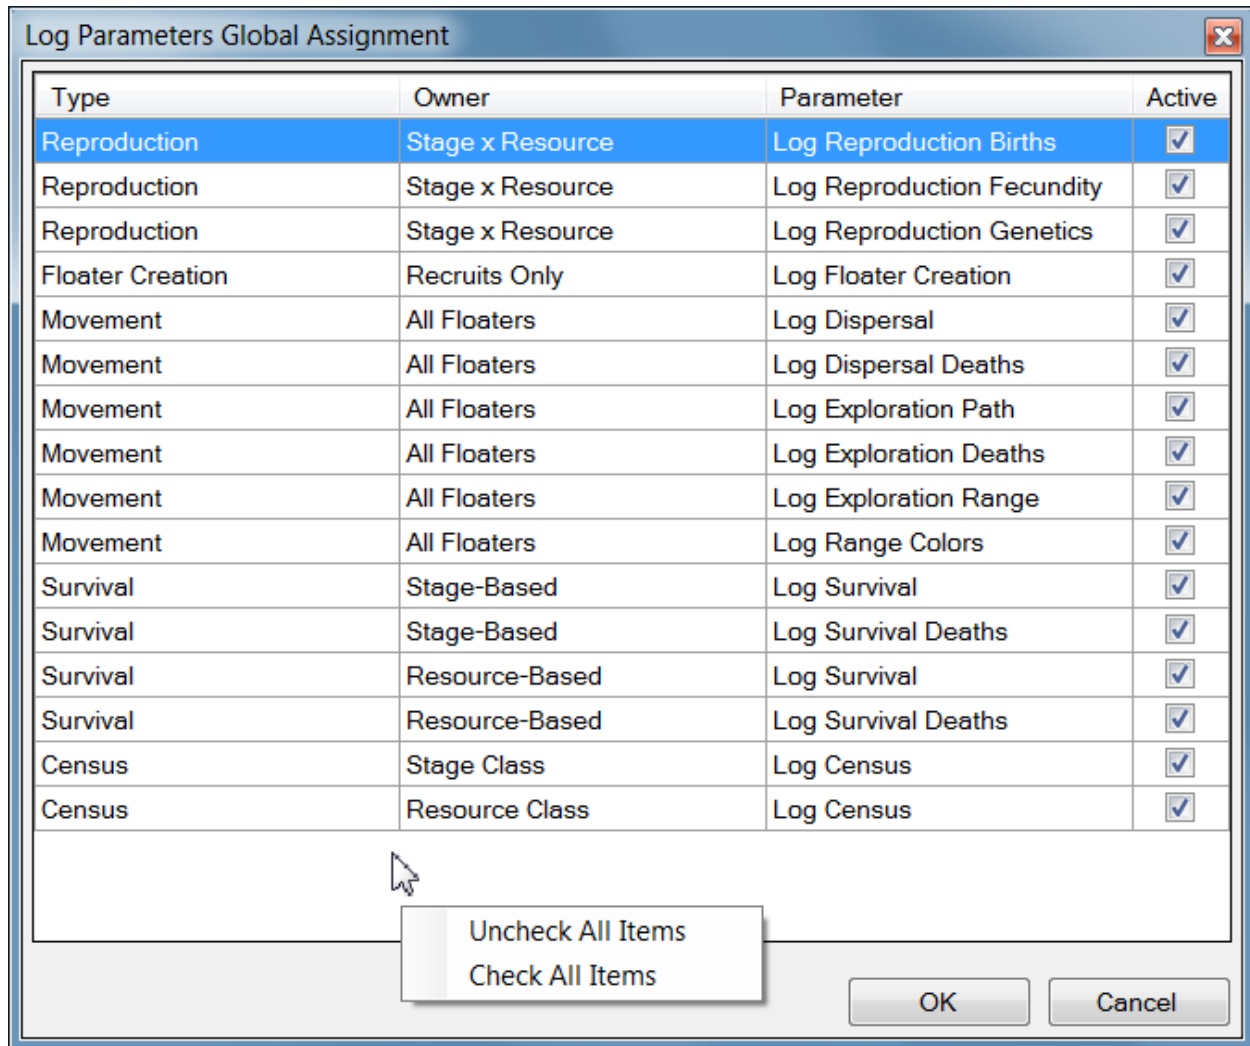 Log Parameters Global Assignment
Type Owner Parameter Active
Reproduction Stage x Resource Log Reproduction Births
Reproduction Stage x Resource Log Reproduction Fecundity
Reproduction Stage x Resource Log Reproduction Genetics
Floater Creation Recruits Only Log Floater Creation
Movement All Floaters Log Dispersal
Movement All Floaters Log Dispersal Deaths
Movement All Floaters Log Exploration Path
Movement All Floaters Log Exploration Deaths
Movement All Floaters Log Exploration Range
Movement All Floaters Log Range Colors
Survival Stage-Based Log Survival
Survival Stage-Based Log Survival Deaths
Survival Resource-Based Log Survival
Survival Resource-Based Log Survival Deaths
Census Stage Class Log Census
Census Resource Class Log Census
Uncheck All Items
Check All Items
OK Cancel